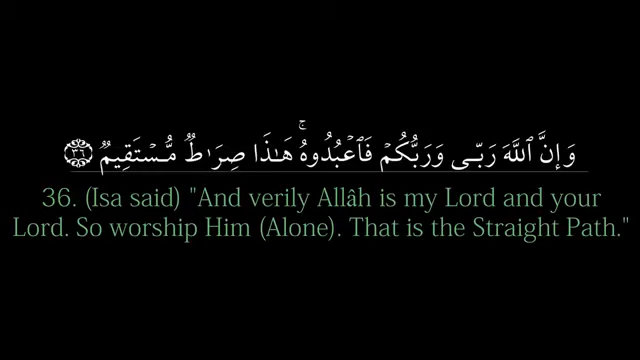 وَإِنَّ ٱللَّهَ رَبِّى وَرَبُّكُمْ فَٱعْبُدُوهُ ۚ هَـٰذَا صِرَٰطٌ مُّسْتَقِيمٌ ٣٦
36. (Isa said) "And verily Allâh is my Lord and your
Lord. So worship Him (Alone). That is the Straight Path."